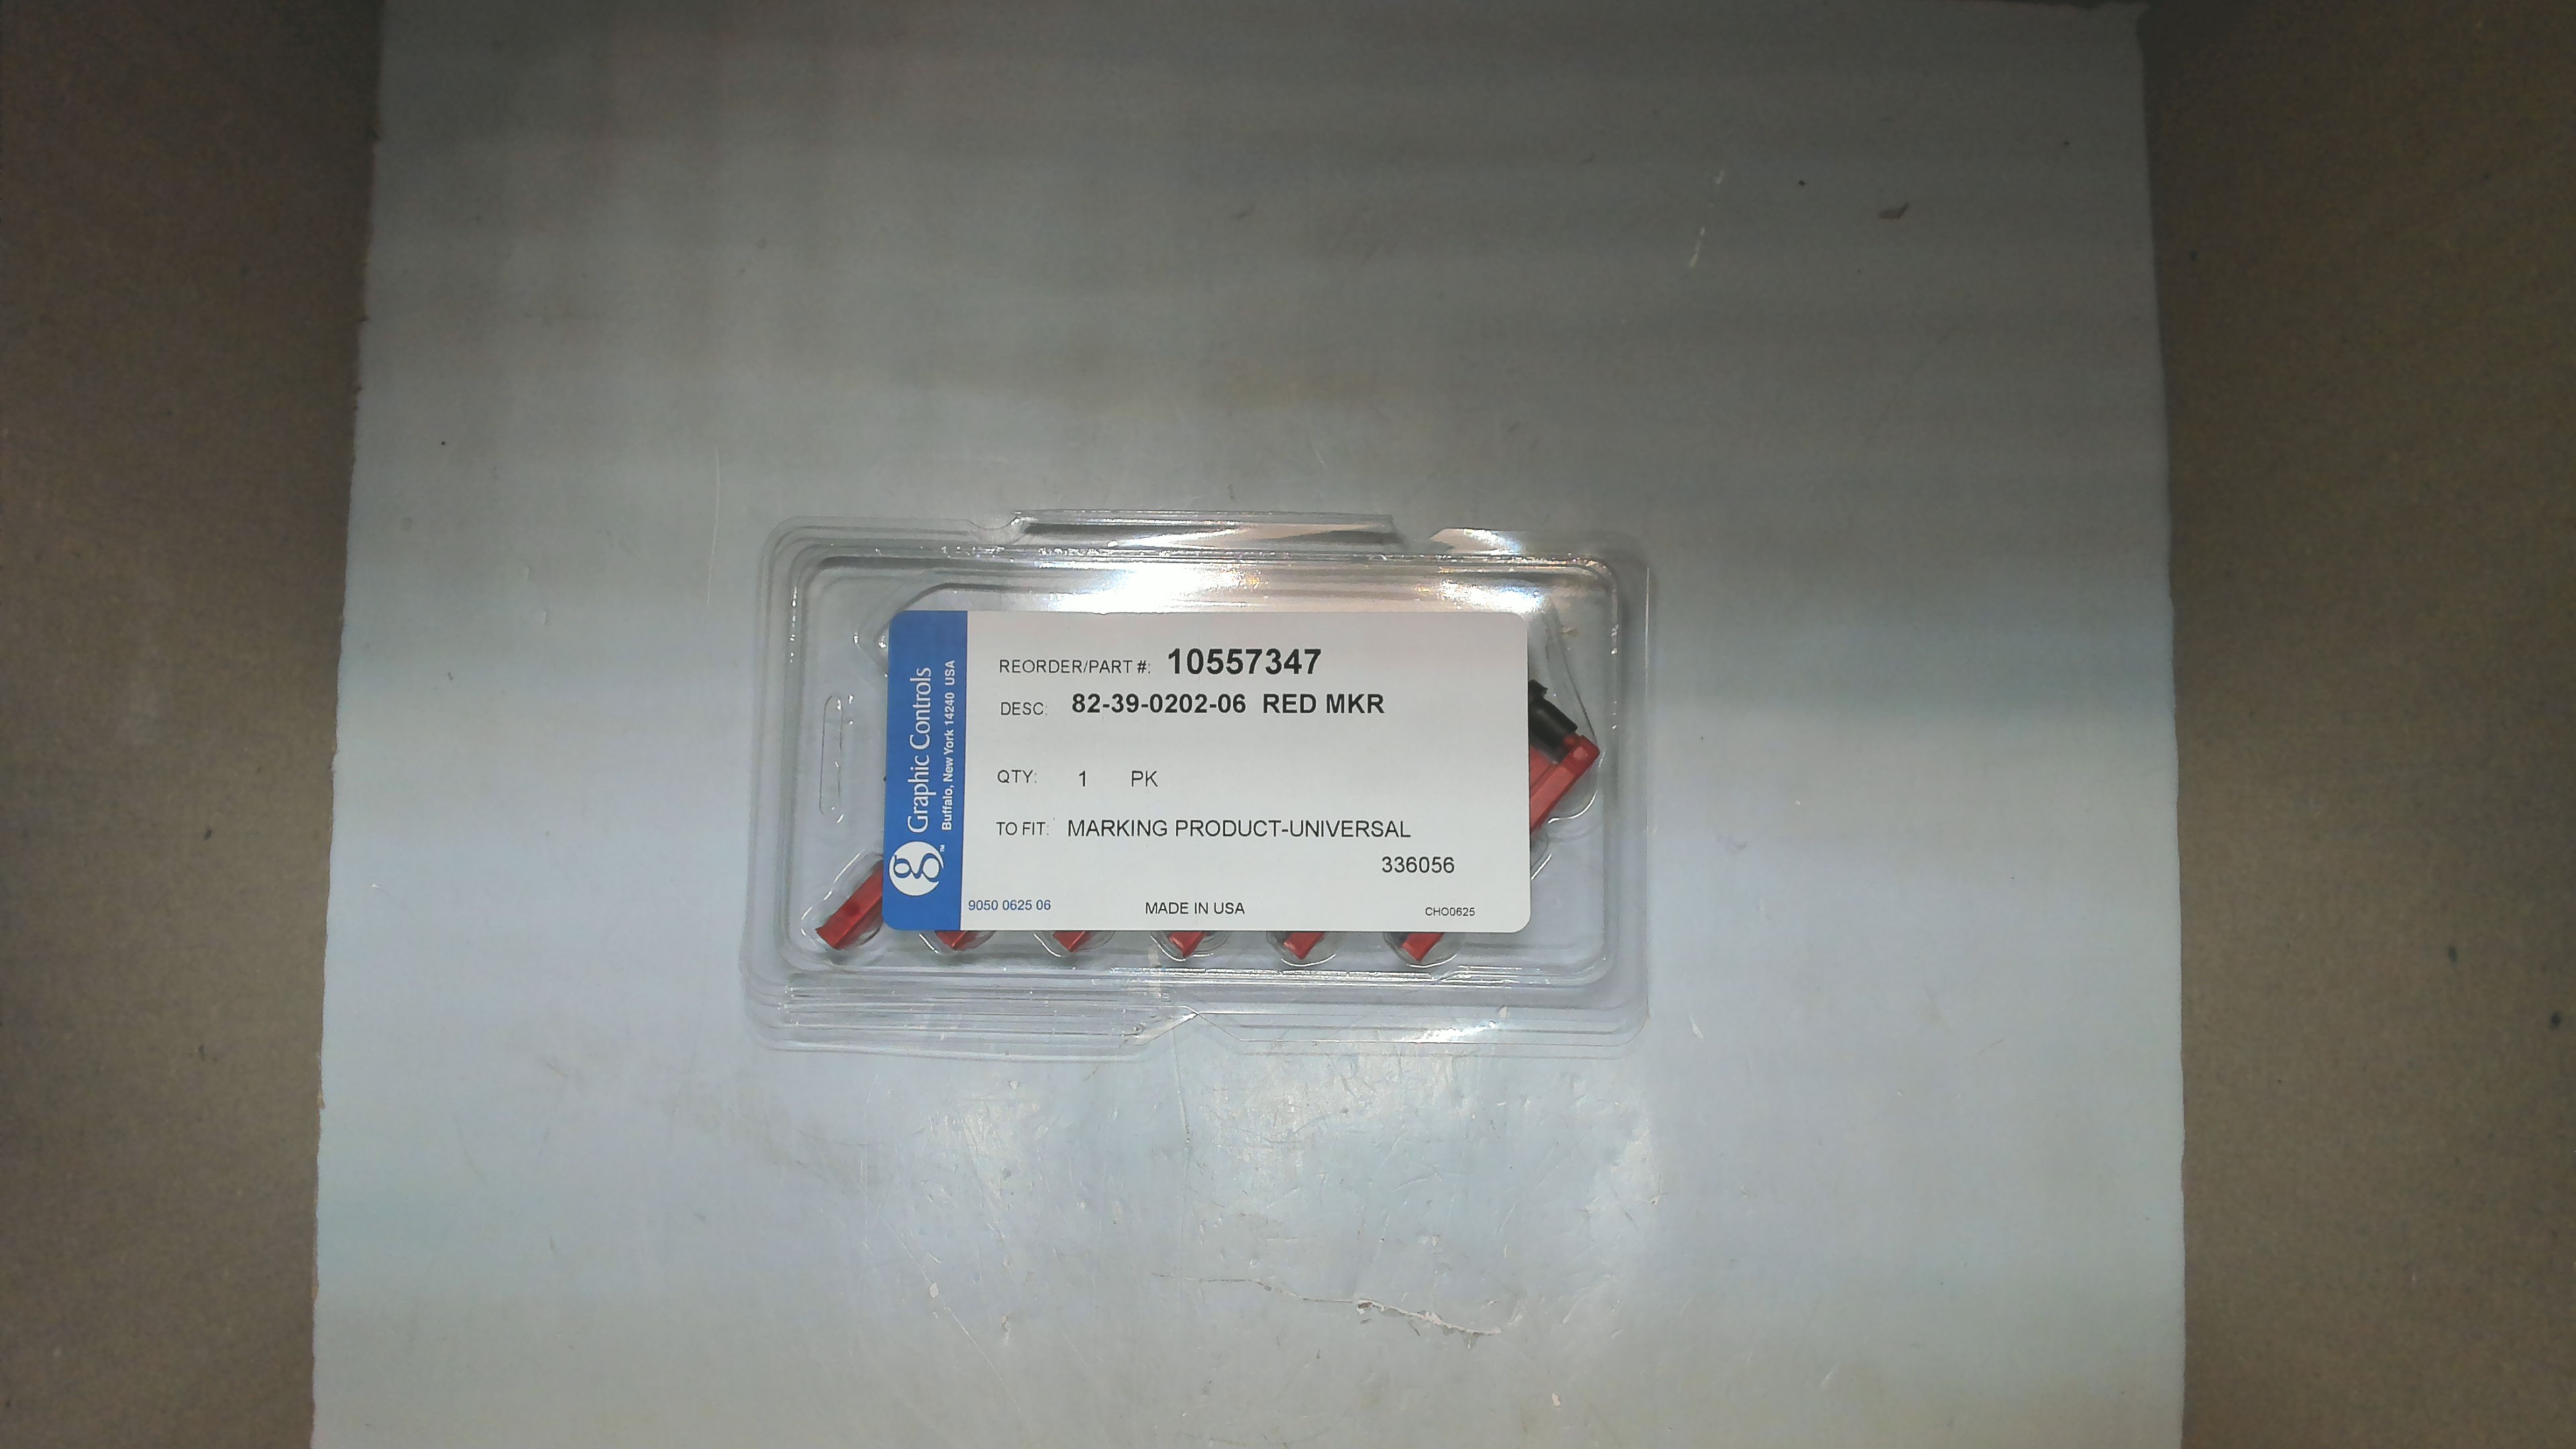 Graphic Controls
Buffalo, New York 14240 USA
g™
REORDER/PART #: 10557347
DESC: 82-39-0202-06 RED MKR
QTY: 1 PK
TO FIT: MARKING PRODUCT-UNIVERSAL
336056
9050 0625 06 MADE IN USA CHO0625